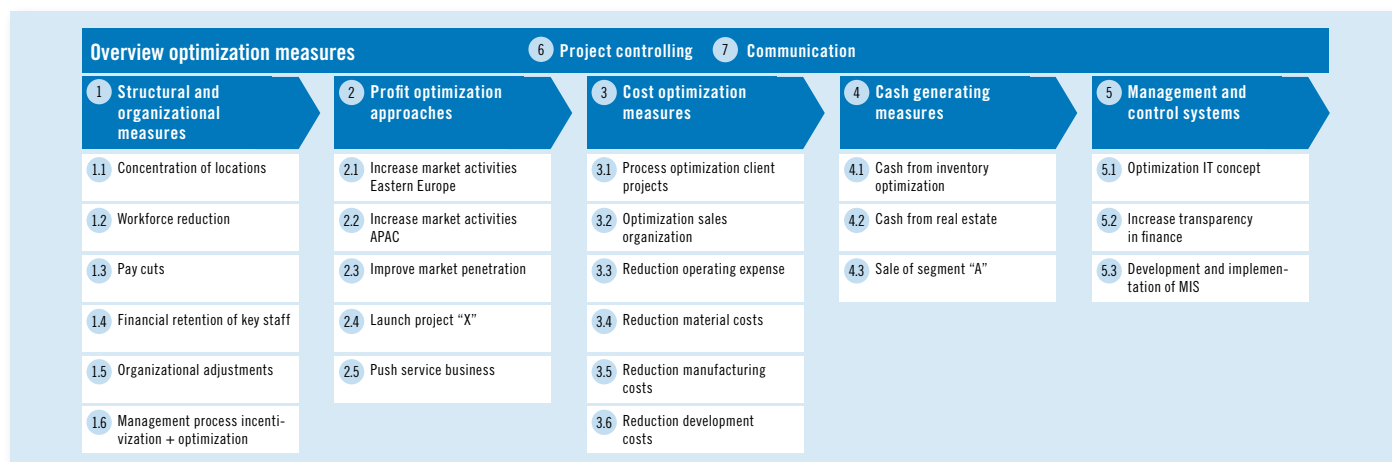 Overview optimization measures
6 Project controlling
7 Communication
1 Structural and
organizational
measures
1.1 Concentration of locations
1.2 Workforce reduction
1.3 Pay cuts
1.4 Financial retention of key staff
1.5 Organizational adjustments
1.6 Management process incenti-
vization + optimization
2 Profit optimization
approaches
2.1 Increase market activities
Eastern Europe
2.2 Increase market activities
APAC
2.3 Improve market penetration
2.4 Launch project “X”
2.5 Push service business
3 Cost optimization
measures
3.1 Process optimization client
projects
3.2 Optimization sales
organization
3.3 Reduction operating expense
3.4 Reduction material costs
3.5 Reduction manufacturing
costs
3.6 Reduction development
costs
4 Cash generating
measures
4.1 Cash from inventory
optimization
4.2 Cash from real estate
4.3 Sale of segment “A”
5 Management and
control systems
5.1 Optimization IT concept
5.2 Increase transparency
in finance
5.3 Development and implemen-
tation of MIS